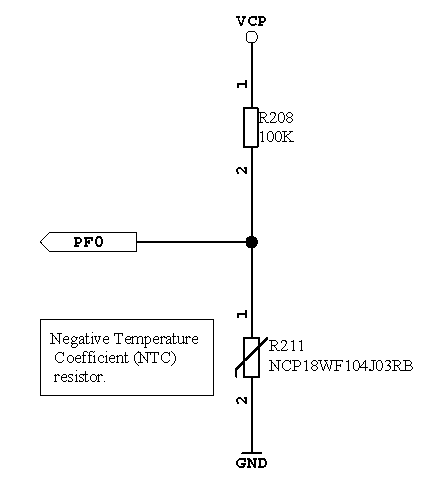 VCP
1
R208
100K
2
PF0
1
Negative Temperature
Coefficient (NTC)
resistor.
R211
NCP18WF104J03RB
2
GND